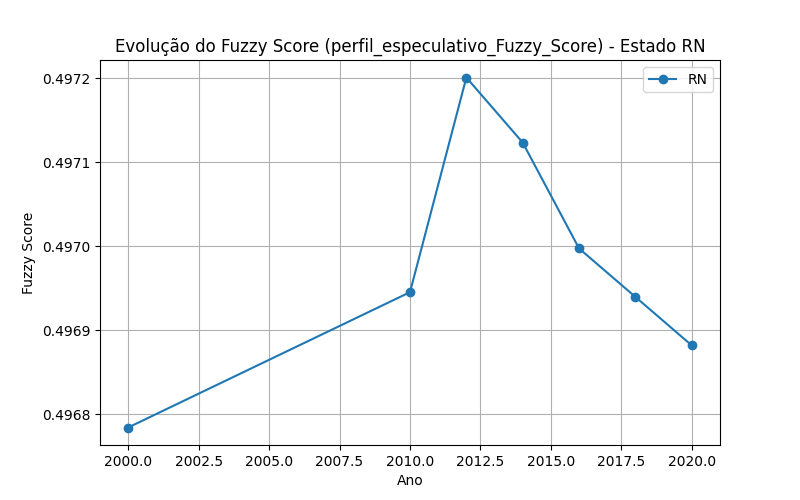 Evolução do Fuzzy Score (perfil_especulativo_Fuzzy_Score) - Estado RN
RN
Fuzzy Score
0.4972
0.4971
0.4970
0.4969
0.4968
2000.0 2002.5 2005.0 2007.5 2010.0 2012.5 2015.0 2017.5 2020.0
Ano